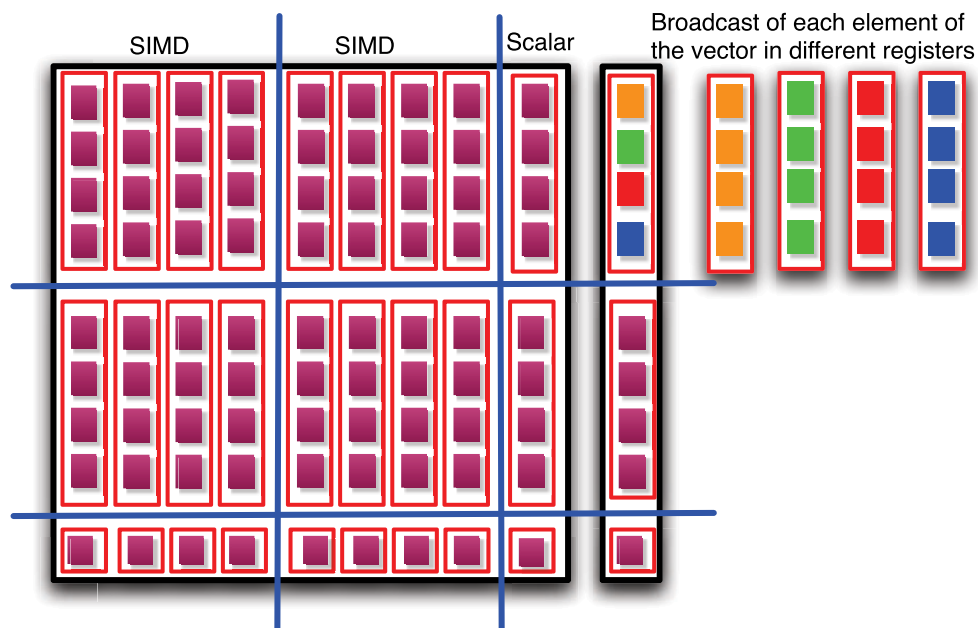 SIMD
SIMD
Scalar
Broadcast of each element of
the vector in different registers